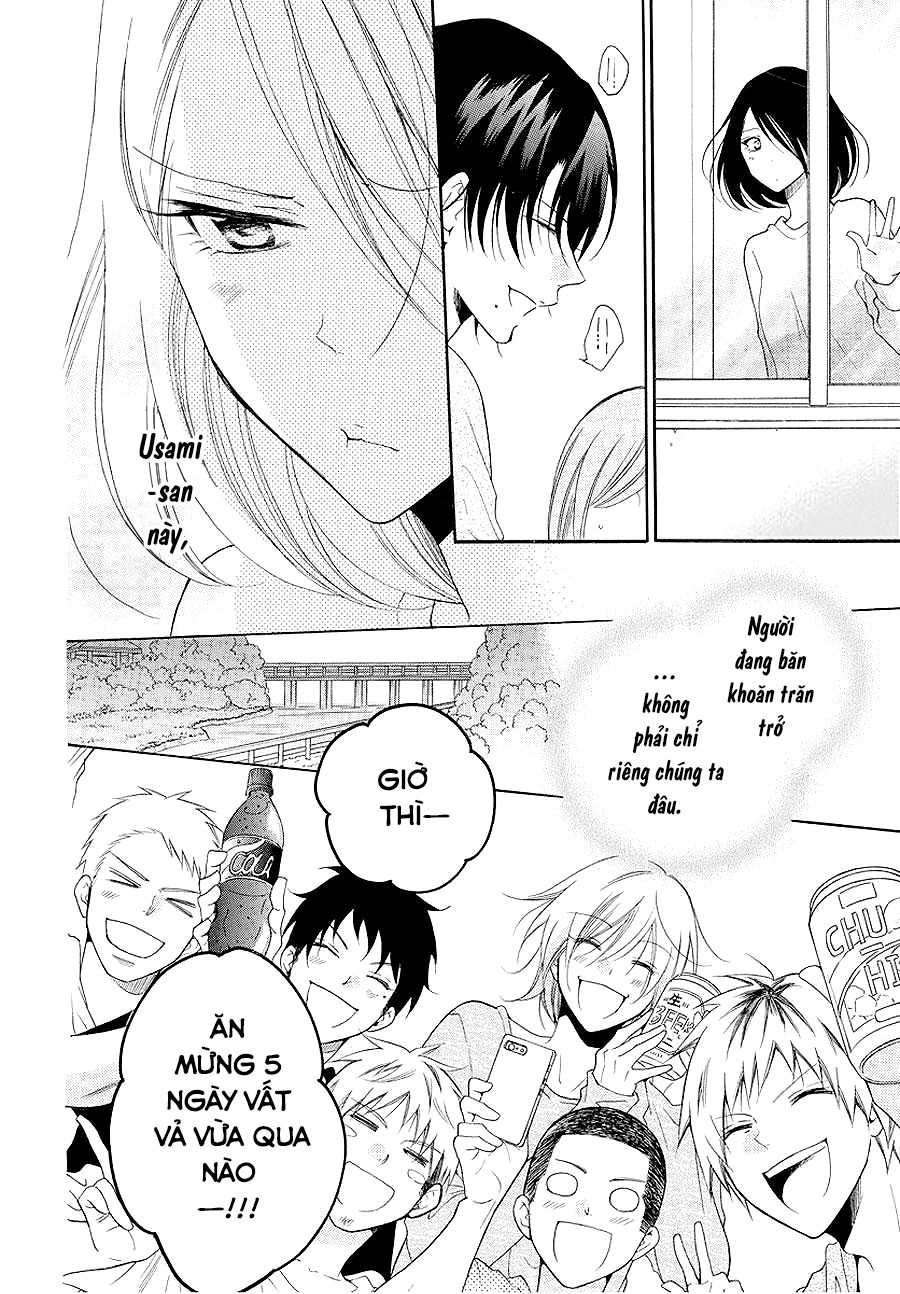 !!
!!!
Usami
-san
này,
Người
đang băn
khoăn trăn
trở
...
không
phải chỉ
riêng chúng ta
đâu.
GIỜ
THÌ—
COLA
生
BEER
CHU
HI
ĂN
MỪNG 5
NGÀY VẤT
VẢ VỪA QUA
NÀO
—!!!